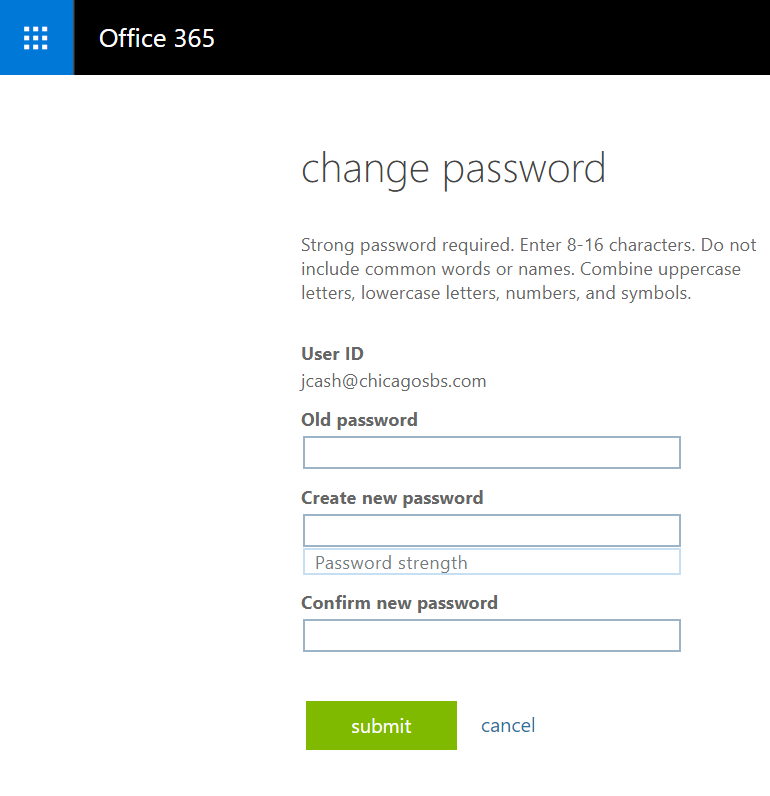 Office 365
change password
Strong password required. Enter 8-16 characters. Do not
include common words or names. Combine uppercase
letters, lowercase letters, numbers, and symbols.
User ID
jcash@chicagosbs.com
Old password
Create new password
Password strength
Confirm new password
submit cancel